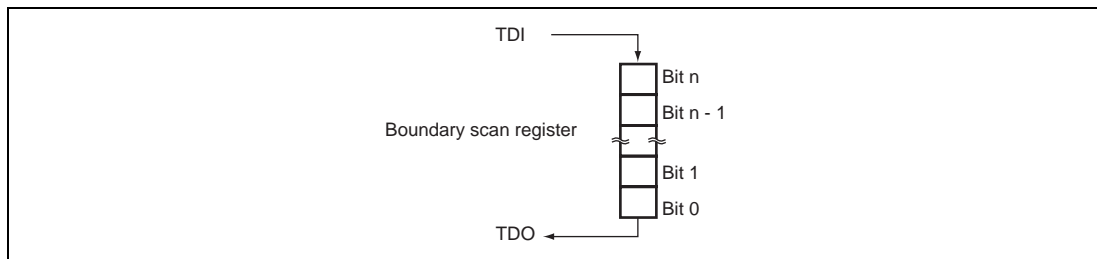 TDI
Bit n
Bit n - 1
Boundary scan register
Bit 1
Bit 0
TDO